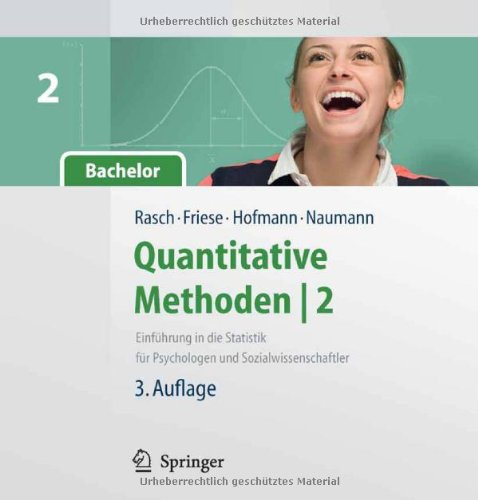 Urheberrechtlich geschütztes Material
2
Bachelor
Rasch · Friese · Hofmann · Naumann
Quantitative
Methoden | 2
Einführung in die Statistik
für Psychologen und Sozialwissenschaftler
3. Auflage
Springer
Urheberrechtlich geschütztes Material